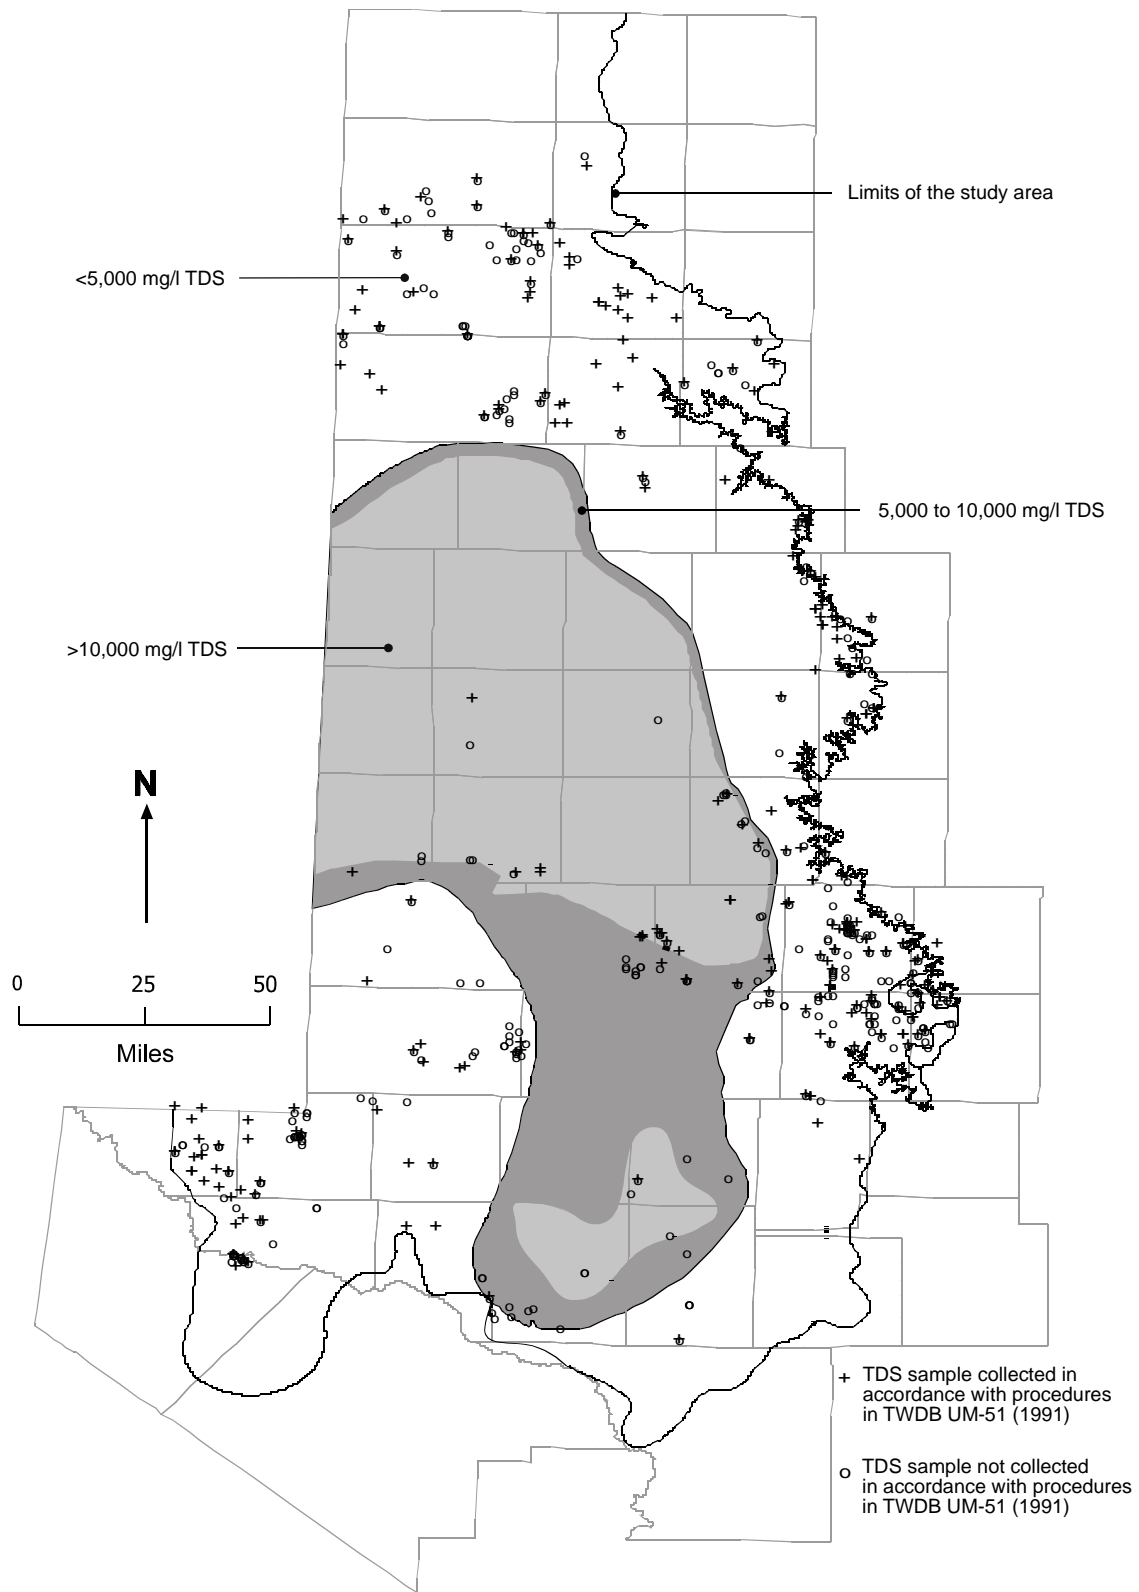 Limits of the study area
<5,000 mg/l TDS
5,000 to 10,000 mg/l TDS
>10,000 mg/l TDS
N
0 25 50
Miles
+ TDS sample collected in
accordance with procedures
in TWDB UM-51 (1991)
o TDS sample not collected
in accordance with procedures
in TWDB UM-51 (1991)